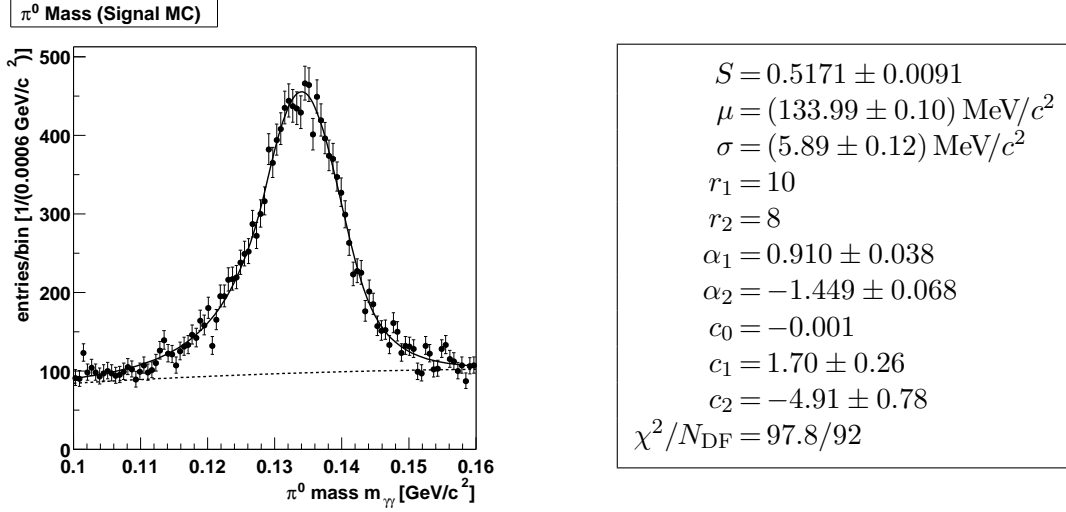 π⁰ Mass (Signal MC)
entries/bin [1/(0.0006 GeV/c²)]
500
400
300
200
100
0
0.1 0.11 0.12 0.13 0.14 0.15 0.16
π⁰ mass m_γγ [GeV/c²]
S = 0.5171 ± 0.0091
μ = (133.99 ± 0.10) MeV/c²
σ = (5.89 ± 0.12) MeV/c²
r₁ = 10
r₂ = 8
α₁ = 0.910 ± 0.038
α₂ = −1.449 ± 0.068
c₀ = −0.001
c₁ = 1.70 ± 0.26
c₂ = −4.91 ± 0.78
χ²/N_DF = 97.8/92